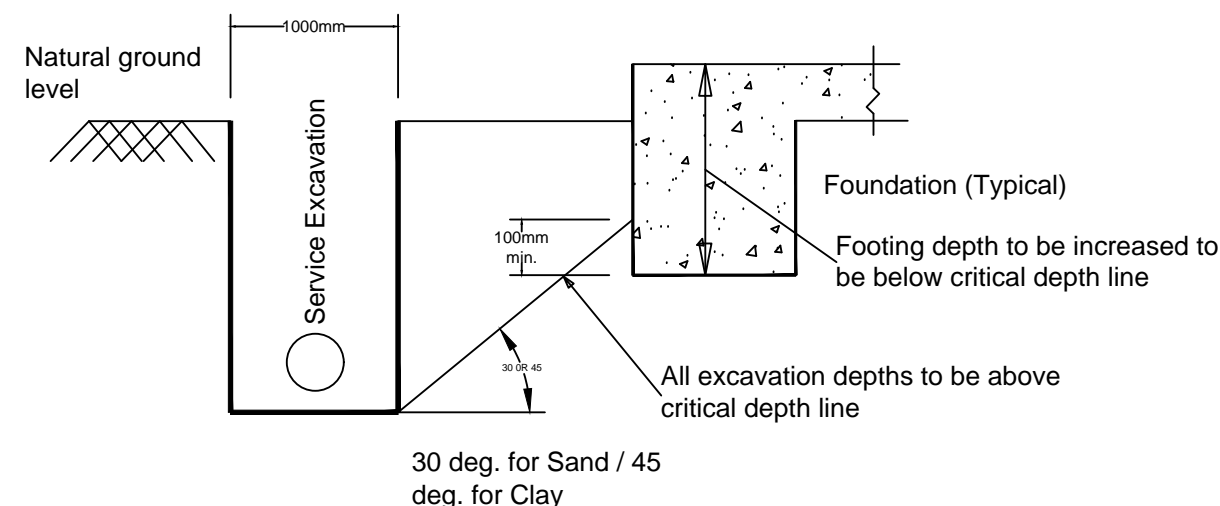 1000mm
Natural ground
level
Service Excavation
Foundation (Typical)
100mm
min.
Footing depth to be increased to
be below critical depth line
30 0R 45
All excavation depths to be above
critical depth line
30 deg. for Sand / 45
deg. for Clay